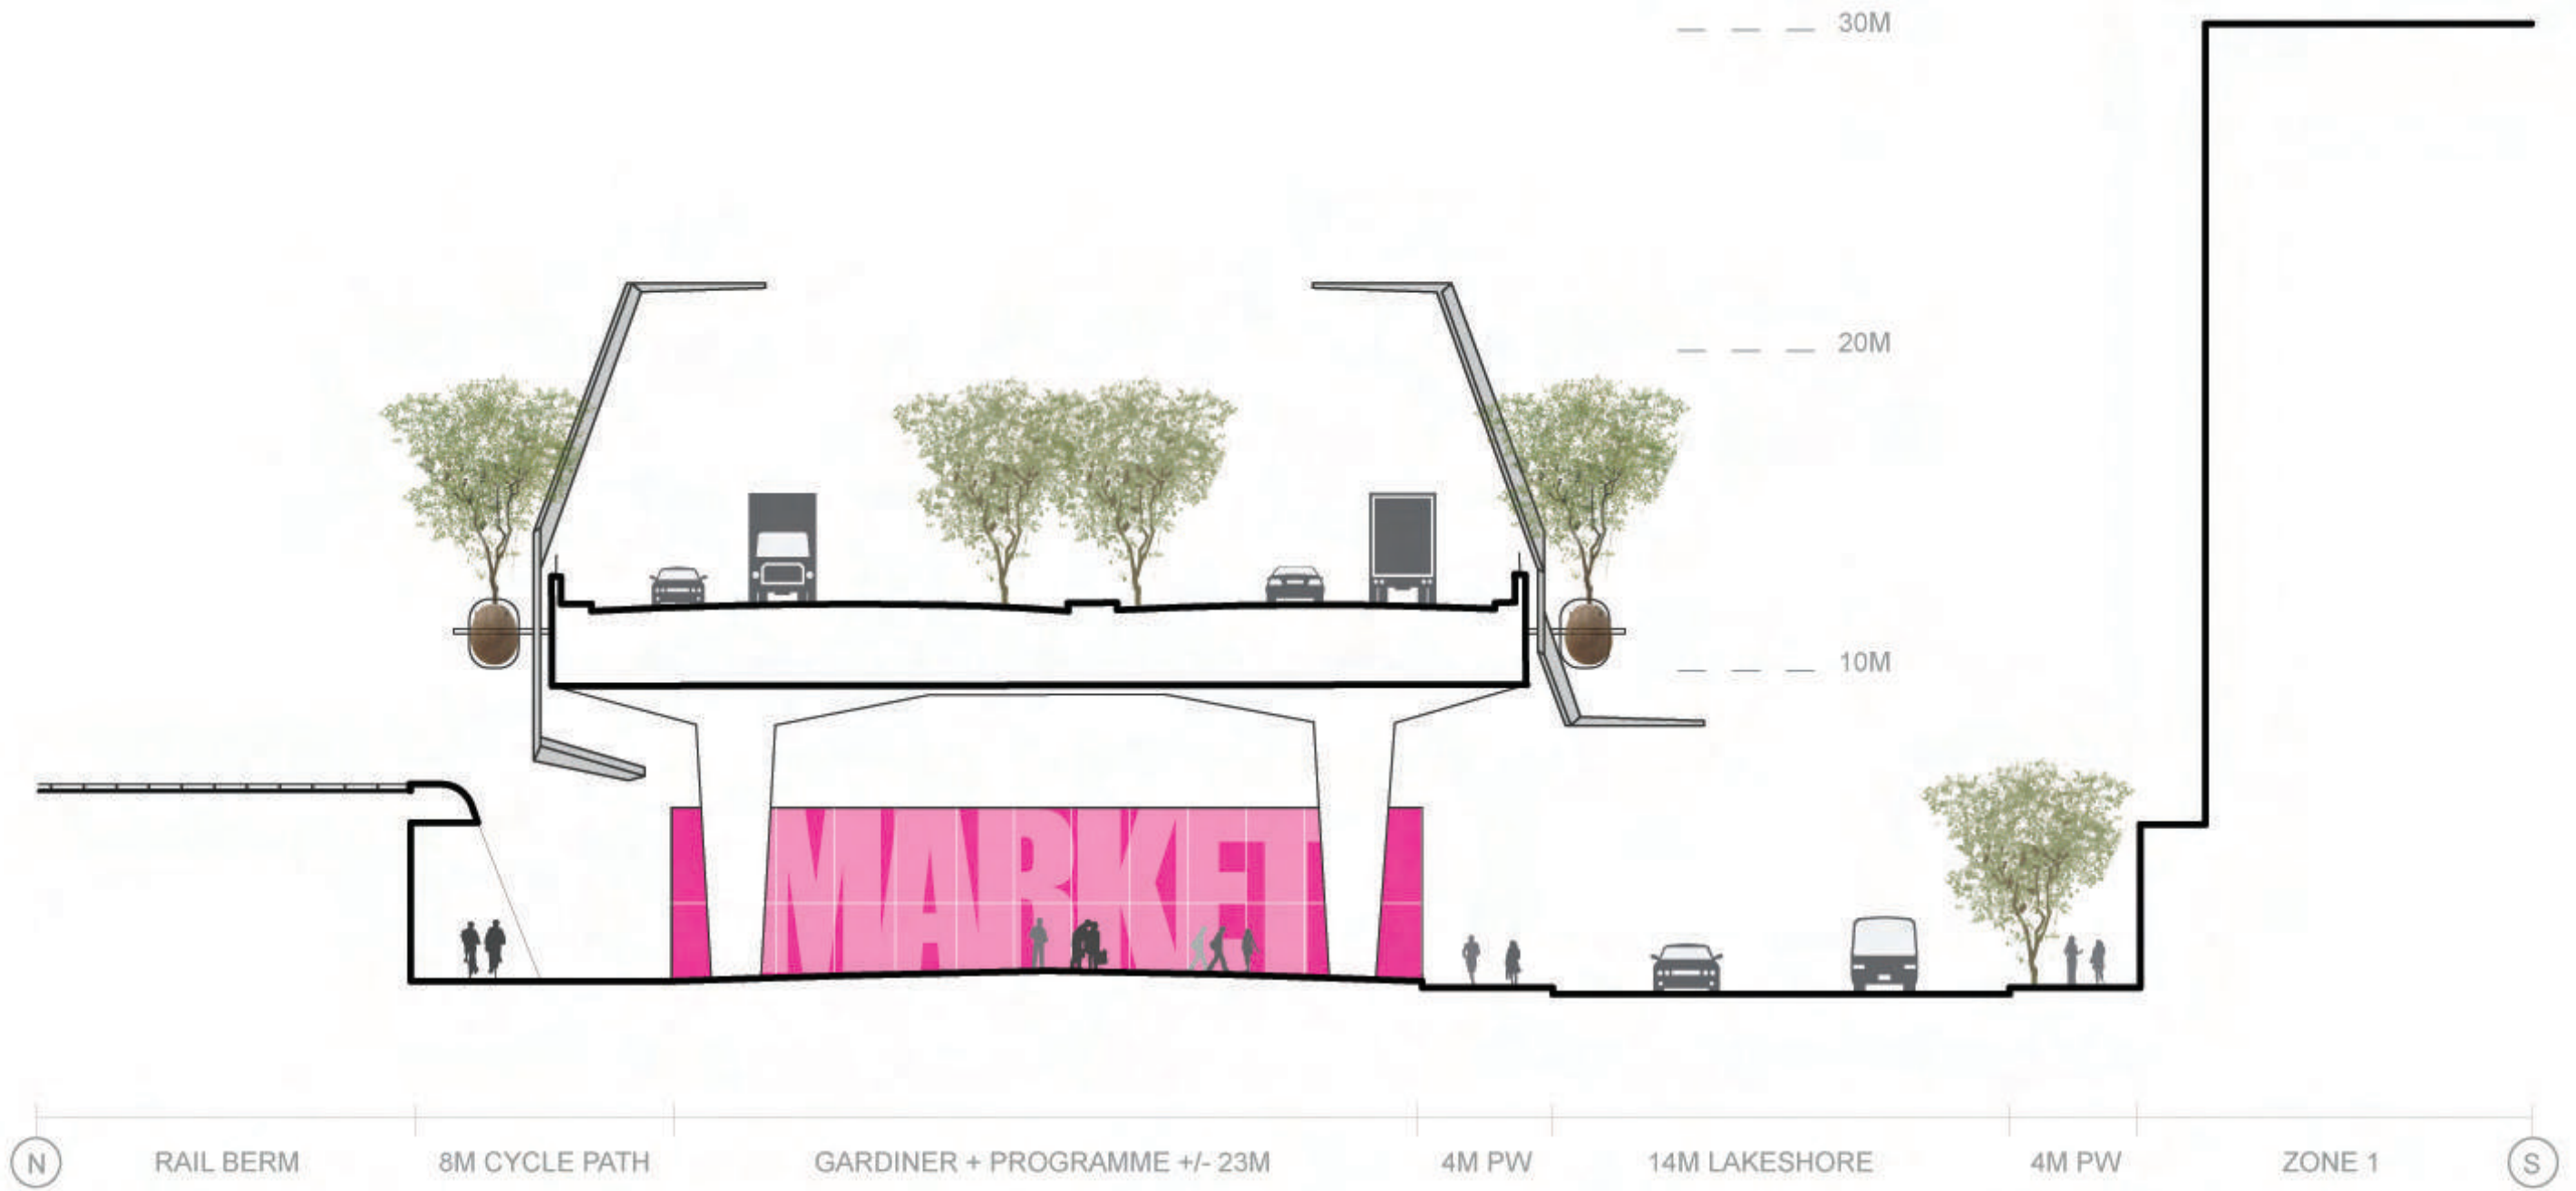 30M
20M
10M
MARKET
N
RAIL BERM
8M CYCLE PATH
GARDINER + PROGRAMME +/- 23M
4M PW
14M LAKESHORE
4M PW
ZONE 1
S